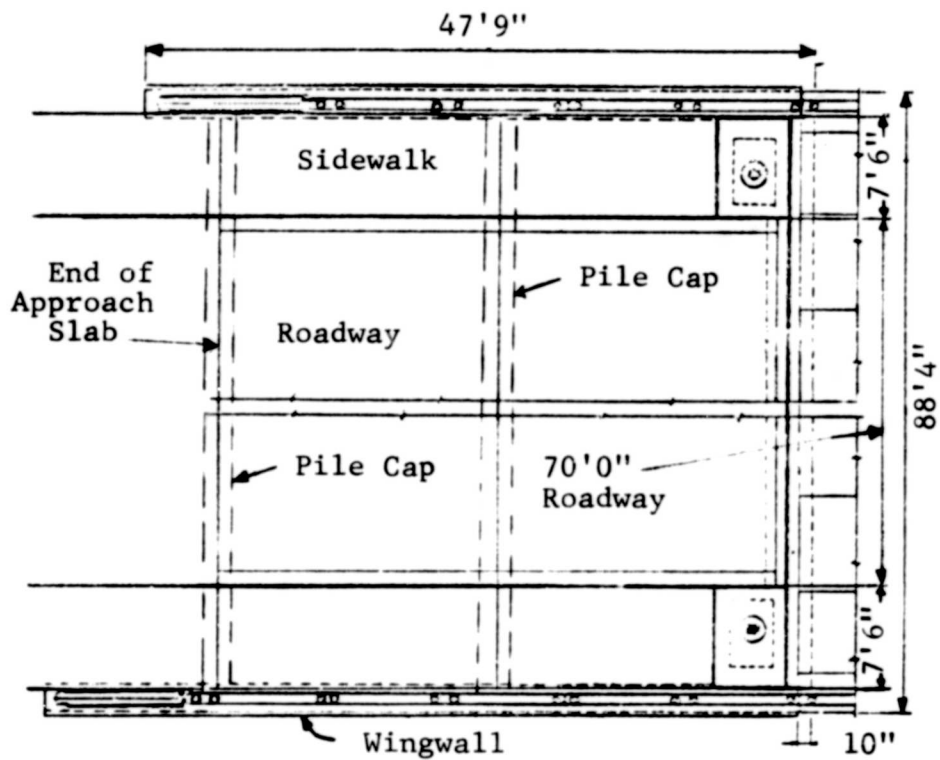 47'9"
Sidewalk
7'6"
End of
Approach
Slab
Pile Cap
Roadway
88'4"
Pile Cap
70'0"
Roadway
7'6"
Wingwall
10"